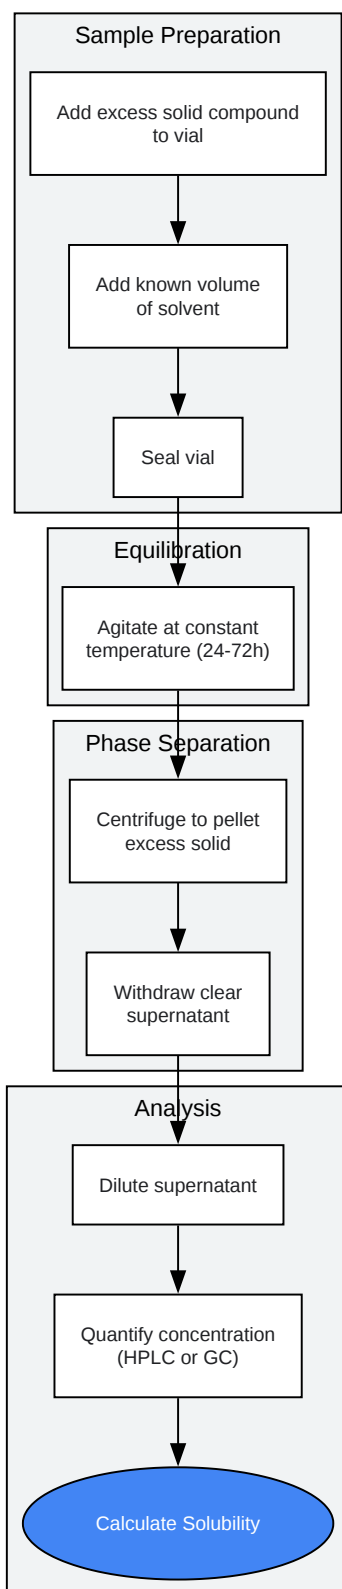 Sample Preparation
Add excess solid compound
to vial
Add known volume
of solvent
Seal vial
Equilibration
Agitate at constant
temperature (24-72h)
Phase Separation
Centrifuge to pellet
excess solid
Withdraw clear
supernatant
Analysis
Dilute supernatant
Quantify concentration
(HPLC or GC)
Calculate Solubility